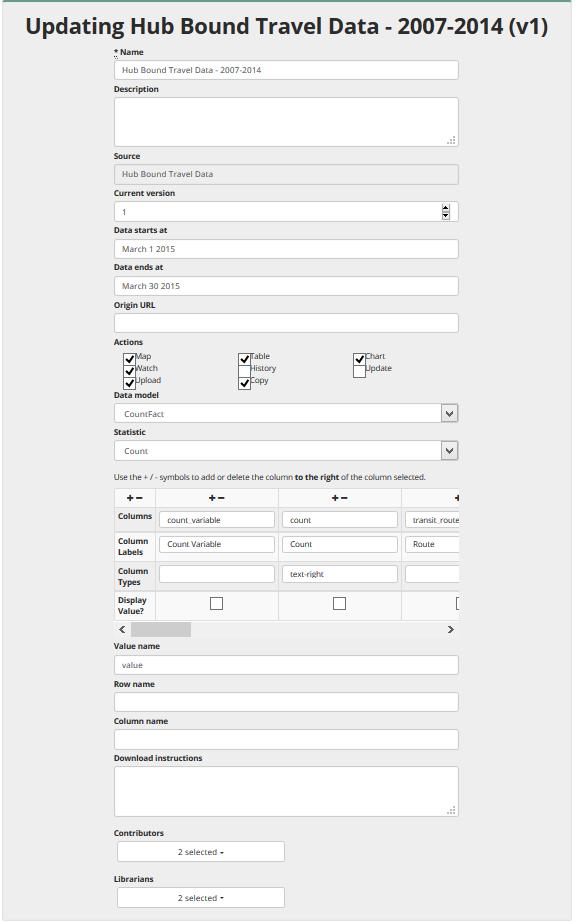 Updating Hub Bound Travel Data - 2007-2014 (v1)
* Name
Hub Bound Travel Data - 2007-2014
Description
Source
Hub Bound Travel Data
Current version
1
Data starts at
March 1 2015
Data ends at
March 30 2015
Origin URL
Actions
Map Table Chart
Watch History Update
Upload Copy
Data model
CountFact
Statistic
Count
Use the + / - symbols to add or delete the column to the right of the column selected.
+ − + − + − +
Columns count_variable count transit_route
Column Labels Count Variable Count Route
Column Types text-right
Display Value?
Value name
value
Row name
Column name
Download instructions
Contributors
2 selected
Librarians
2 selected